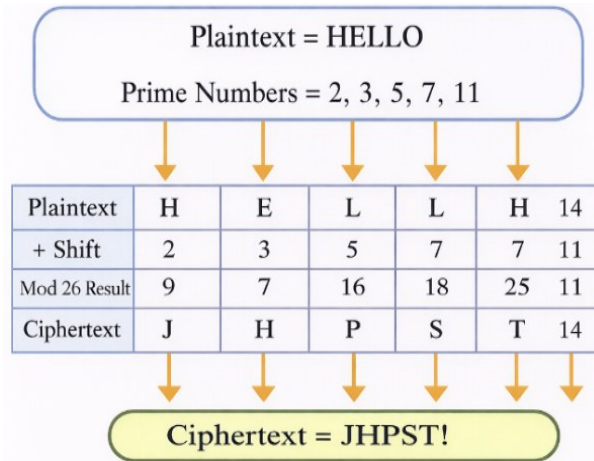 Plaintext = HELLO
Prime Numbers = 2, 3, 5, 7, 11
Plaintext H E L L H 14
+ Shift 2 3 5 7 7 11
Mod 26 Result 9 7 16 18 25 11
Ciphertext J H P S T 14
Ciphertext = JHPST!